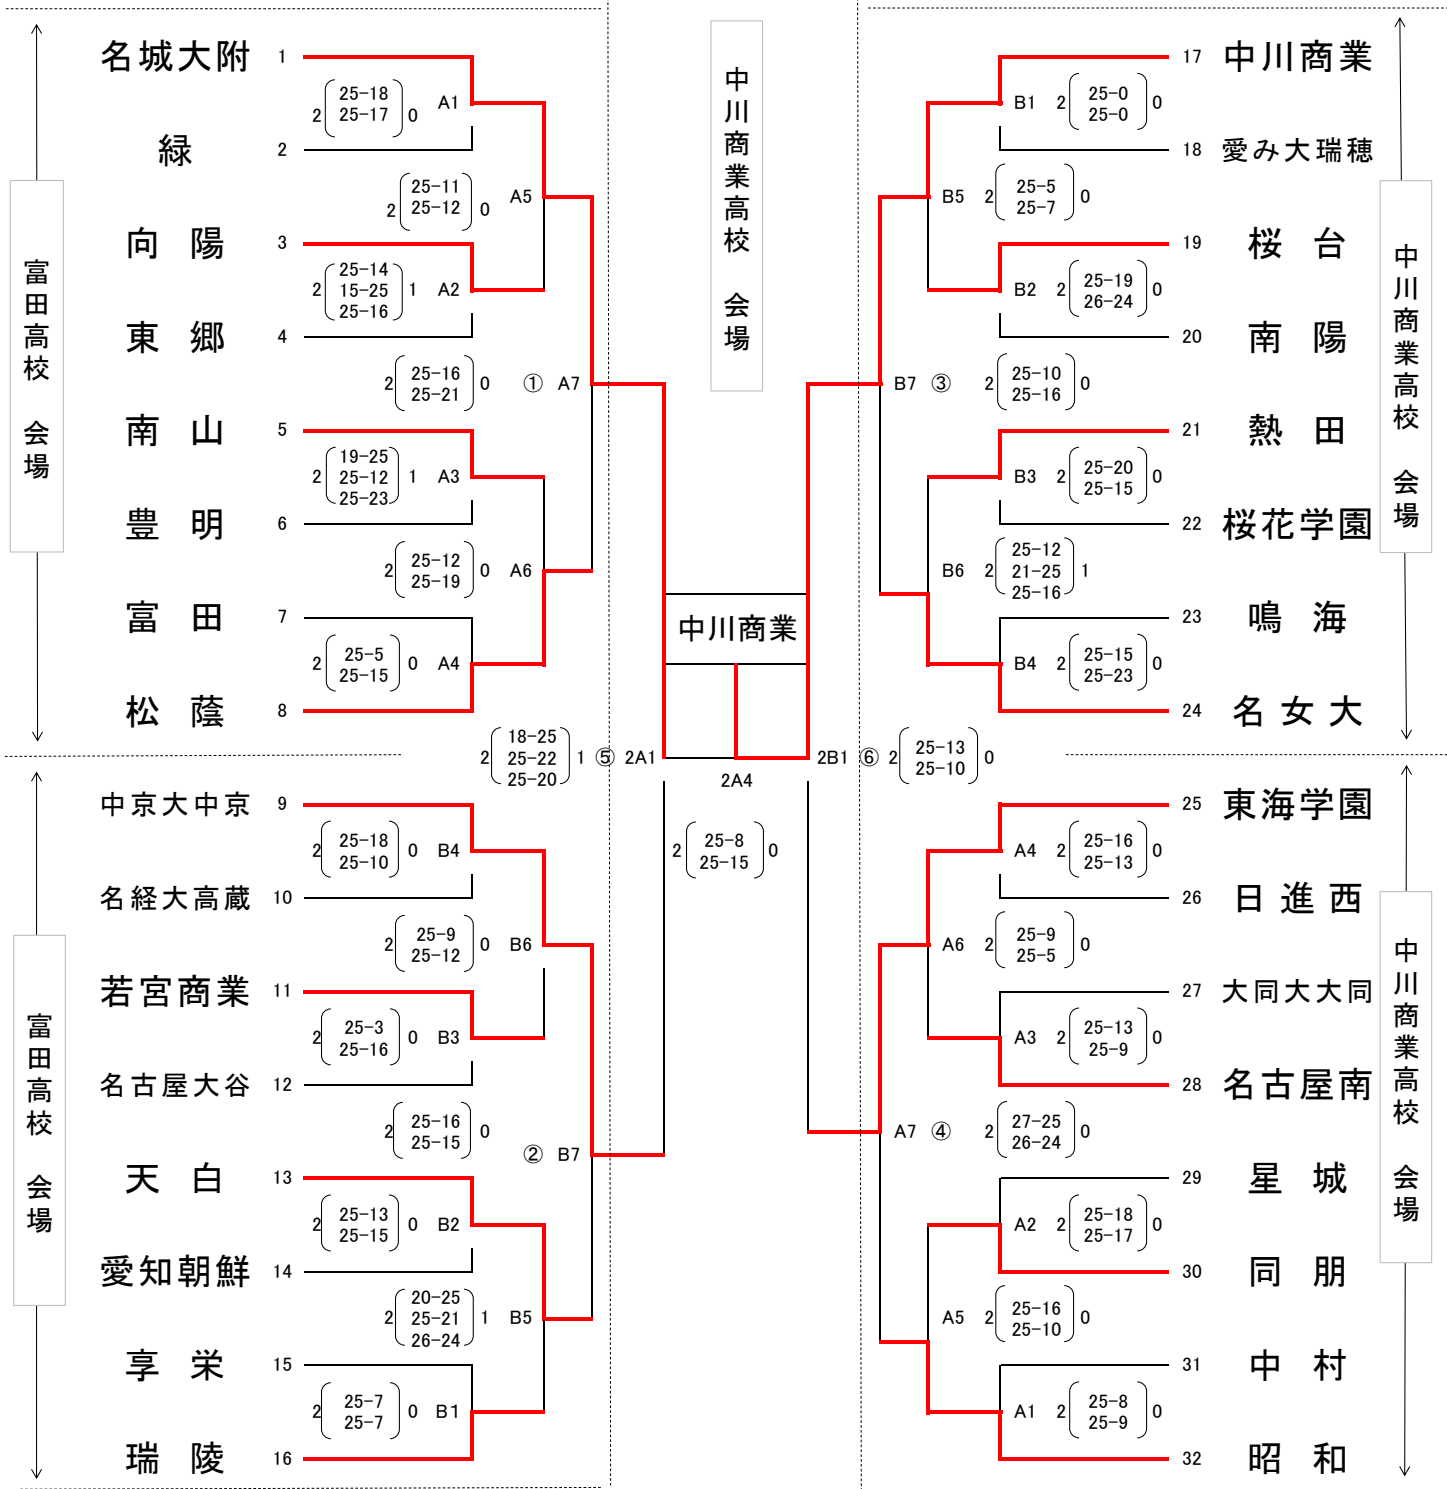 名城大附 1
2 25-18 0 A1
25-17
緑 2
2 25-11 0 A5
25-12
向陽 3
2 25-14 1 A2
15-25
25-16
東郷 4
2 25-16 0 ① A7
25-21
南山 5
2 19-25 1 A3
25-12
25-23
豊明 6
2 25-12 0 A6
25-19
富田 7
2 25-5 0 A4
25-15
松蔭 8
富田高校 会場
2 18-25 1 ⑤ 2A1
25-22
25-20
中京大中京 9
2 25-18 0 B4
25-10
名経大高蔵 10
2 25-9 0 B6
25-12
若宮商業 11
2 25-3 0 B3
25-16
名古屋大谷 12
2 25-16 0
25-15
② B7
天白 13
2 25-13 0 B2
25-15
愛知朝鮮 14
2 20-25 1 B5
25-21
26-24
享栄 15
2 25-7 0 B1
25-7
瑞陵 16
富田高校 会場
中川商業高校 会場
中川商業
2A4
2 25-8 0
25-15
17 中川商業
B1 2 25-0 0
25-0
18 愛み大瑞穂
B5 2 25-5 0
25-7
19 桜台
B2 2 25-19 0
26-24
20 南陽
B7 ③ 2 25-10 0
25-16
21 熱田
B3 2 25-20 0
25-15
22 桜花学園
B6 2 25-12 1
21-25
25-16
23 鳴海
B4 2 25-15 0
25-23
24 名女大
中川商業高校 会場
2B1 ⑥ 2 25-13 0
25-10
25 東海学園
A4 2 25-16 0
25-13
26 日進西
A6 2 25-9 0
25-5
27 大同大大同
A3 2 25-13 0
25-9
28 名古屋南
A7 ④ 2 27-25 0
26-24
29 星城
A2 2 25-18 0
25-17
30 同朋
A5 2 25-16 0
25-10
31 中村
A1 2 25-8 0
25-9
32 昭和
中川商業高校 会場